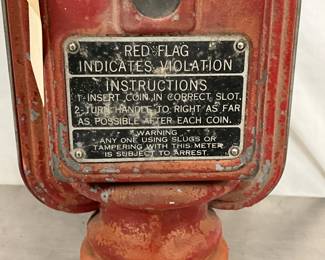 RED FLAG
INDICATES VIOLATION
INSTRUCTIONS
1-INSERT COIN IN CORRECT SLOT.
2-TURN HANDLE TO RIGHT AS FAR
AS POSSIBLE AFTER EACH COIN.
WARNING
ANY ONE USING SLUGS OR
TAMPERING WITH THIS METER
IS SUBJECT TO ARREST.